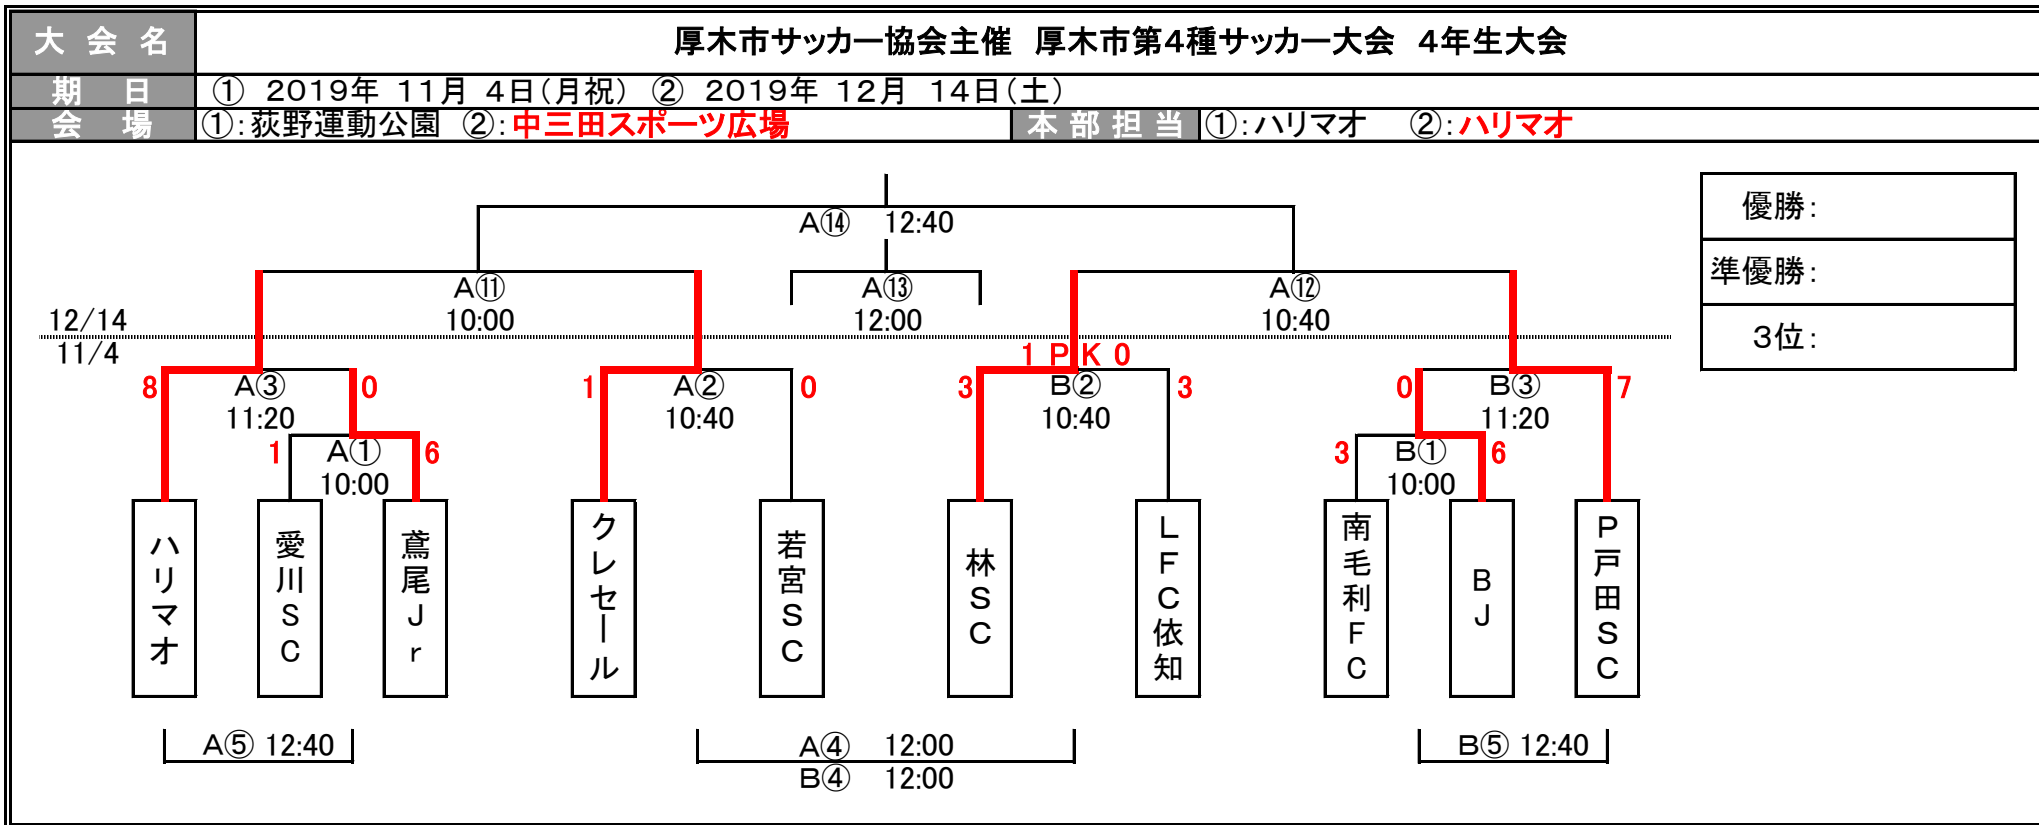 大会名 厚木市サッカー協会主催 厚木市第4種サッカー大会 4年生大会
期日 ① 2019年 11月 4日(月祝) ② 2019年 12月 14日(土)
会場 ①:荻野運動公園 ②:中三田スポーツ広場 本部担当 ①:ハリマオ ②:ハリマオ
優勝:
準優勝:
3位:
A⑭ 12:40
A⑪ A⑬ A⑫
10:00 12:00 10:40
12/14
11/4
1 PK 0
8 A③ 0 1 A② 0 3 B② 3 0 B③ 7
11:20 10:40 10:40 11:20
1 A① 6 3 B① 6
10:00 10:00
ハリマオ
愛川SC
鳶尾Jr
クレセール
若宮SC
林SC
LFC依知
南毛利FC
BJ
P戸田SC
A⑤ 12:40 A④ 12:00 B⑤ 12:40
B④ 12:00